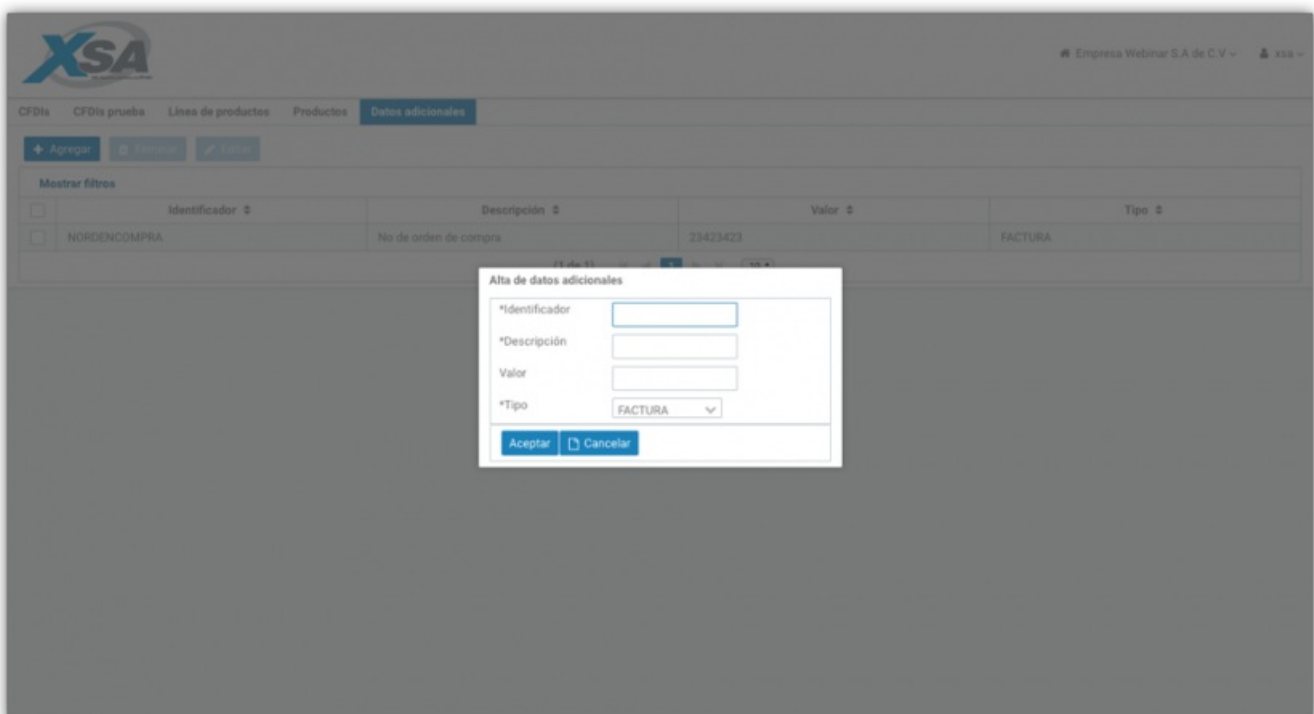 XSA
Empresa Webinar S.A de C.V xsa
CFDIs CFDIs prueba Línea de productos Productos Datos adicionales
+ Agregar Eliminar Editar
Mostrar filtros
Identificador Descripción Valor Tipo
NORDENCOMPRA No de orden de compra 23423423 FACTURA
(1 de 1) 1 10
Alta de datos adicionales
*Identificador
*Descripción
Valor
*Tipo FACTURA
Aceptar Cancelar